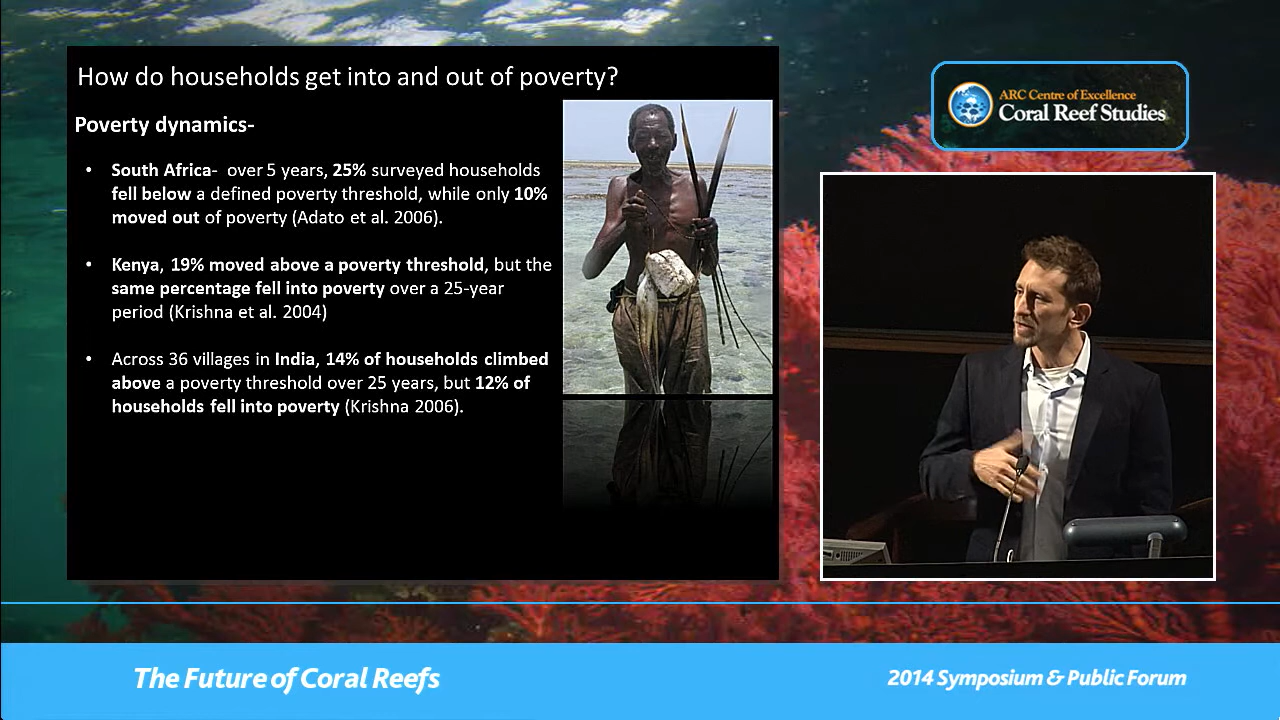 How do households get into and out of poverty?
Poverty dynamics-
• South Africa- over 5 years, 25% surveyed households
fell below a defined poverty threshold, while only 10%
moved out of poverty (Adato et al. 2006).
• Kenya, 19% moved above a poverty threshold, but the
same percentage fell into poverty over a 25-year
period (Krishna et al. 2004)
• Across 36 villages in India, 14% of households climbed
above a poverty threshold over 25 years, but 12% of
households fell into poverty (Krishna 2006).
ARC Centre of Excellence
Coral Reef Studies
The Future of Coral Reefs
2014 Symposium & Public Forum